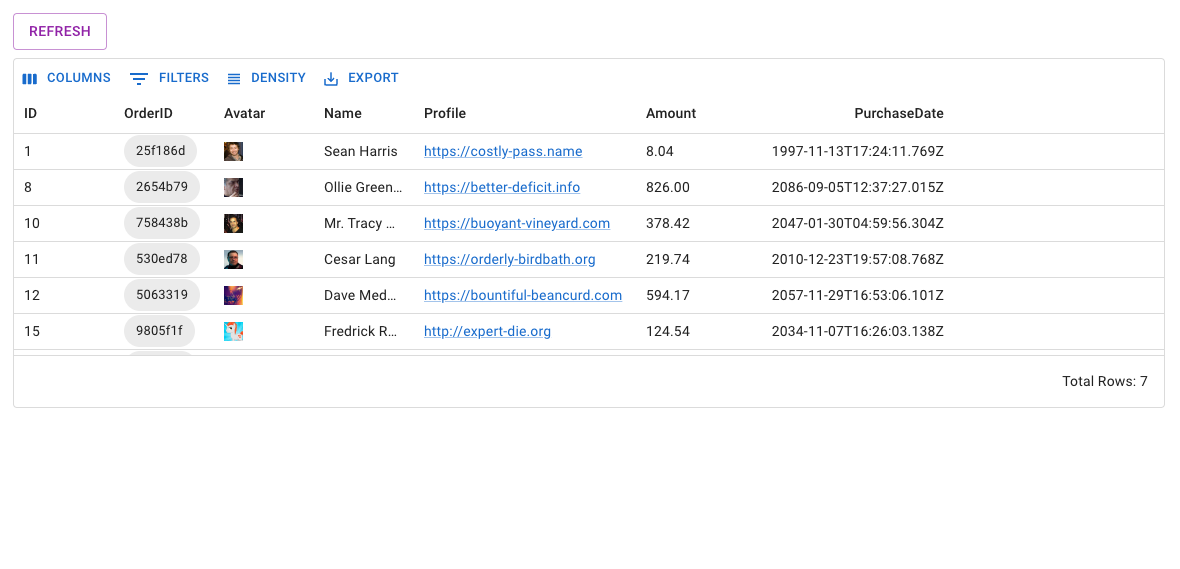 REFRESH
COLUMNS FILTERS DENSITY EXPORT
ID OrderID Avatar Name Profile Amount PurchaseDate
1 25f186d Sean Harris https://costly-pass.name 8.04 1997-11-13T17:24:11.769Z
8 2654b79 Ollie Green... https://better-deficit.info 826.00 2086-09-05T12:37:27.015Z
10 758438b Mr. Tracy ... https://buoyant-vineyard.com 378.42 2047-01-30T04:59:56.304Z
11 530ed78 Cesar Lang https://orderly-birdbath.org 219.74 2010-12-23T19:57:08.768Z
12 5063319 Dave Med... https://bountiful-beancurd.com 594.17 2057-11-29T16:53:06.101Z
15 9805f1f Fredrick R... http://expert-die.org 124.54 2034-11-07T16:26:03.138Z
Total Rows: 7